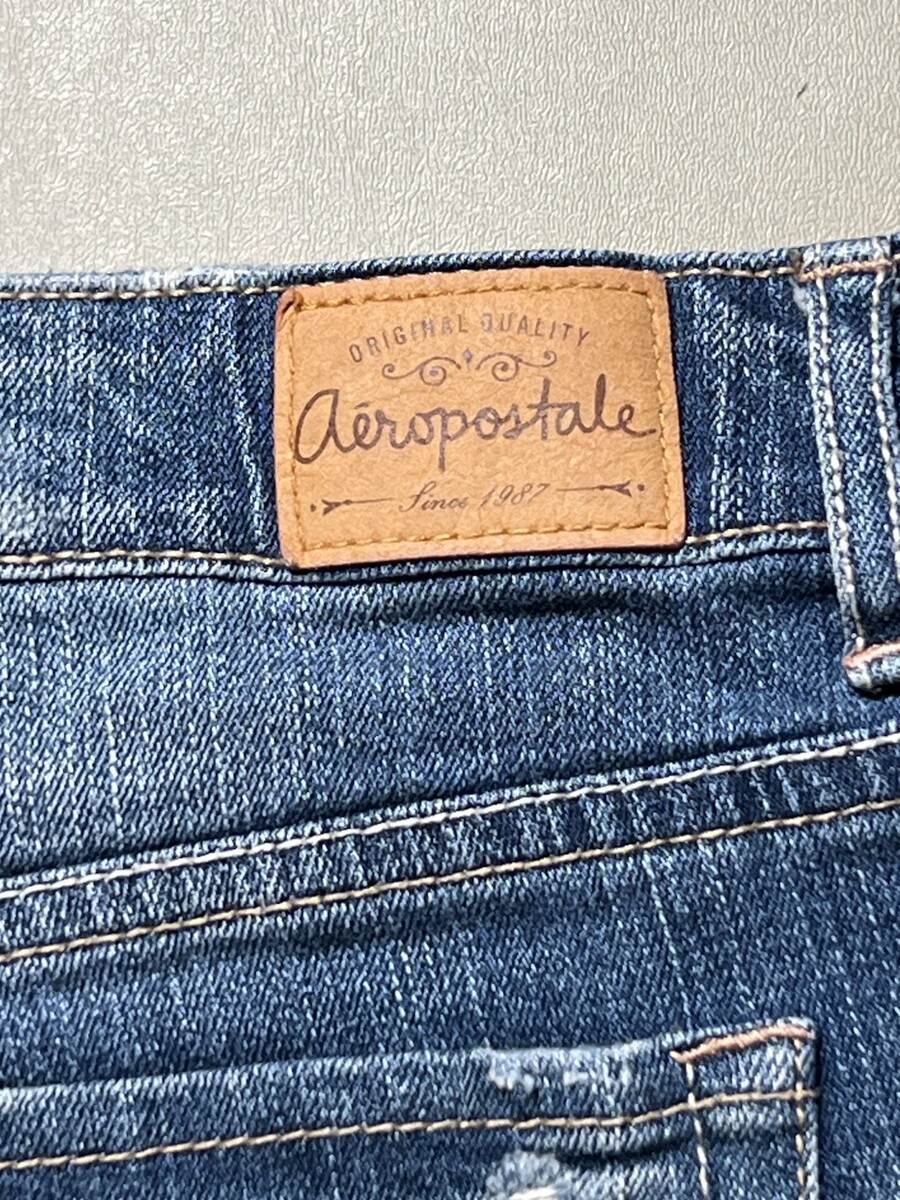 ORIGINAL QUALITY
Aéropostale
Since 1987